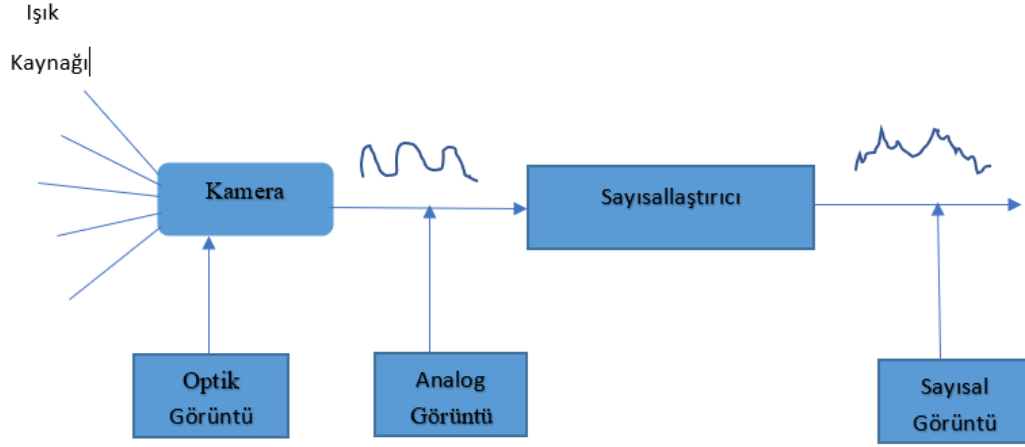 Işık
Kaynağı
Kamera
Sayısallaştırıcı
Optik
Görüntü
Analog
Görüntü
Sayısal
Görüntü